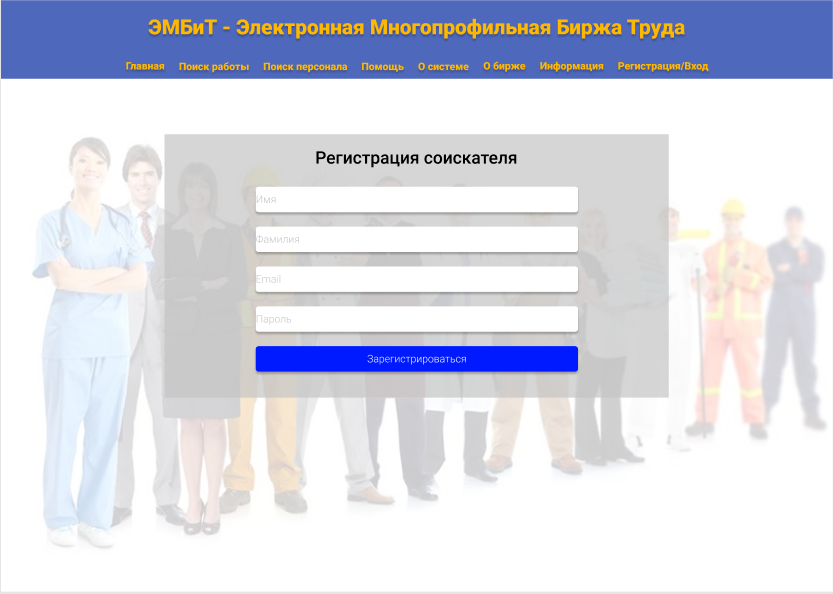 ЭМБиТ - Электронная Многопрофильная Биржа Труда
Главная Поиск работы Поиск персонала Помощь О системе О бирже Информация Регистрация/Вход
Регистрация соискателя
Имя
Фамилия
Email
Пароль
Зарегистрироваться